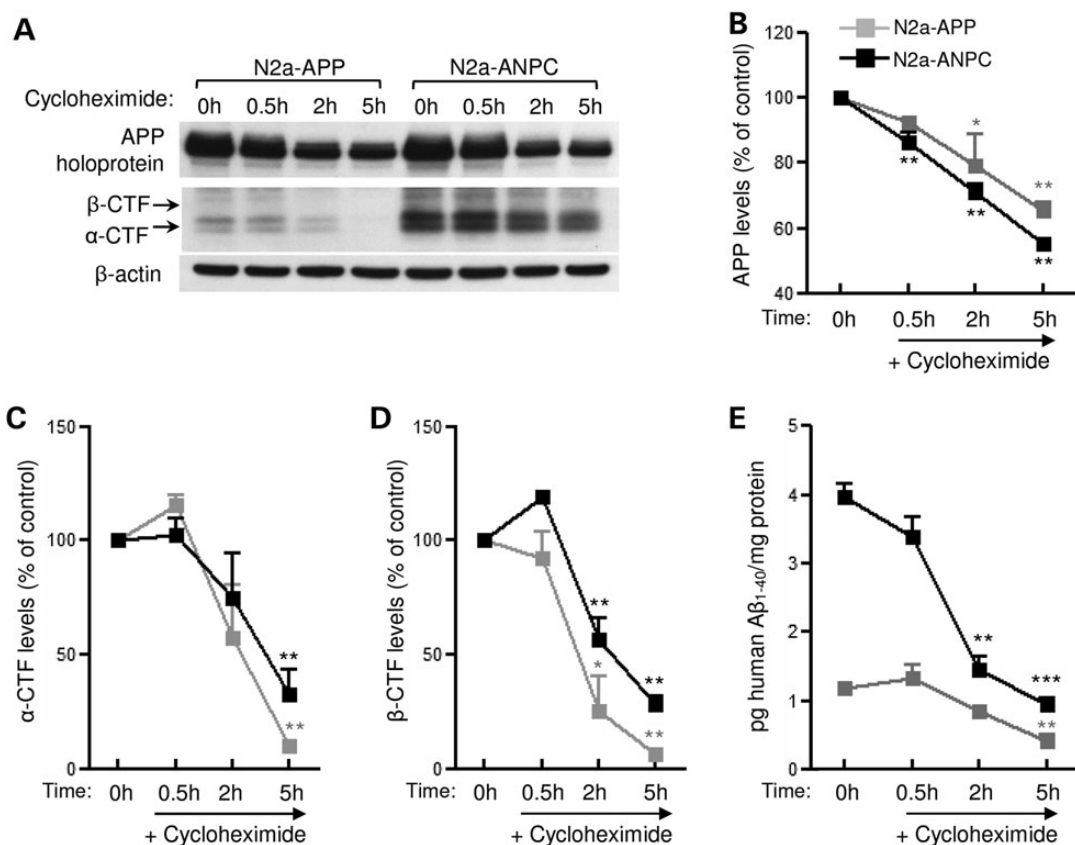 A
N2a-APP N2a-ANPC
Cycloheximide: 0h 0.5h 2h 5h 0h 0.5h 2h 5h
APP
holoprotein
β-CTF
α-CTF
β-actin
B
N2a-APP
N2a-ANPC
APP levels (% of control)
120
100
80
60
40
*
**
**
**
**
Time: 0h 0.5h 2h 5h
+ Cycloheximide
C
α-CTF levels (% of control)
150
100
50
0
**
**
Time: 0h 0.5h 2h 5h
+ Cycloheximide
D
β-CTF levels (% of control)
150
100
50
0
**
*
**
**
Time: 0h 0.5h 2h 5h
+ Cycloheximide
E
pg human Aβ1-40/mg protein
5
4
3
2
1
0
**
***
**
Time: 0h 0.5h 2h 5h
+ Cycloheximide